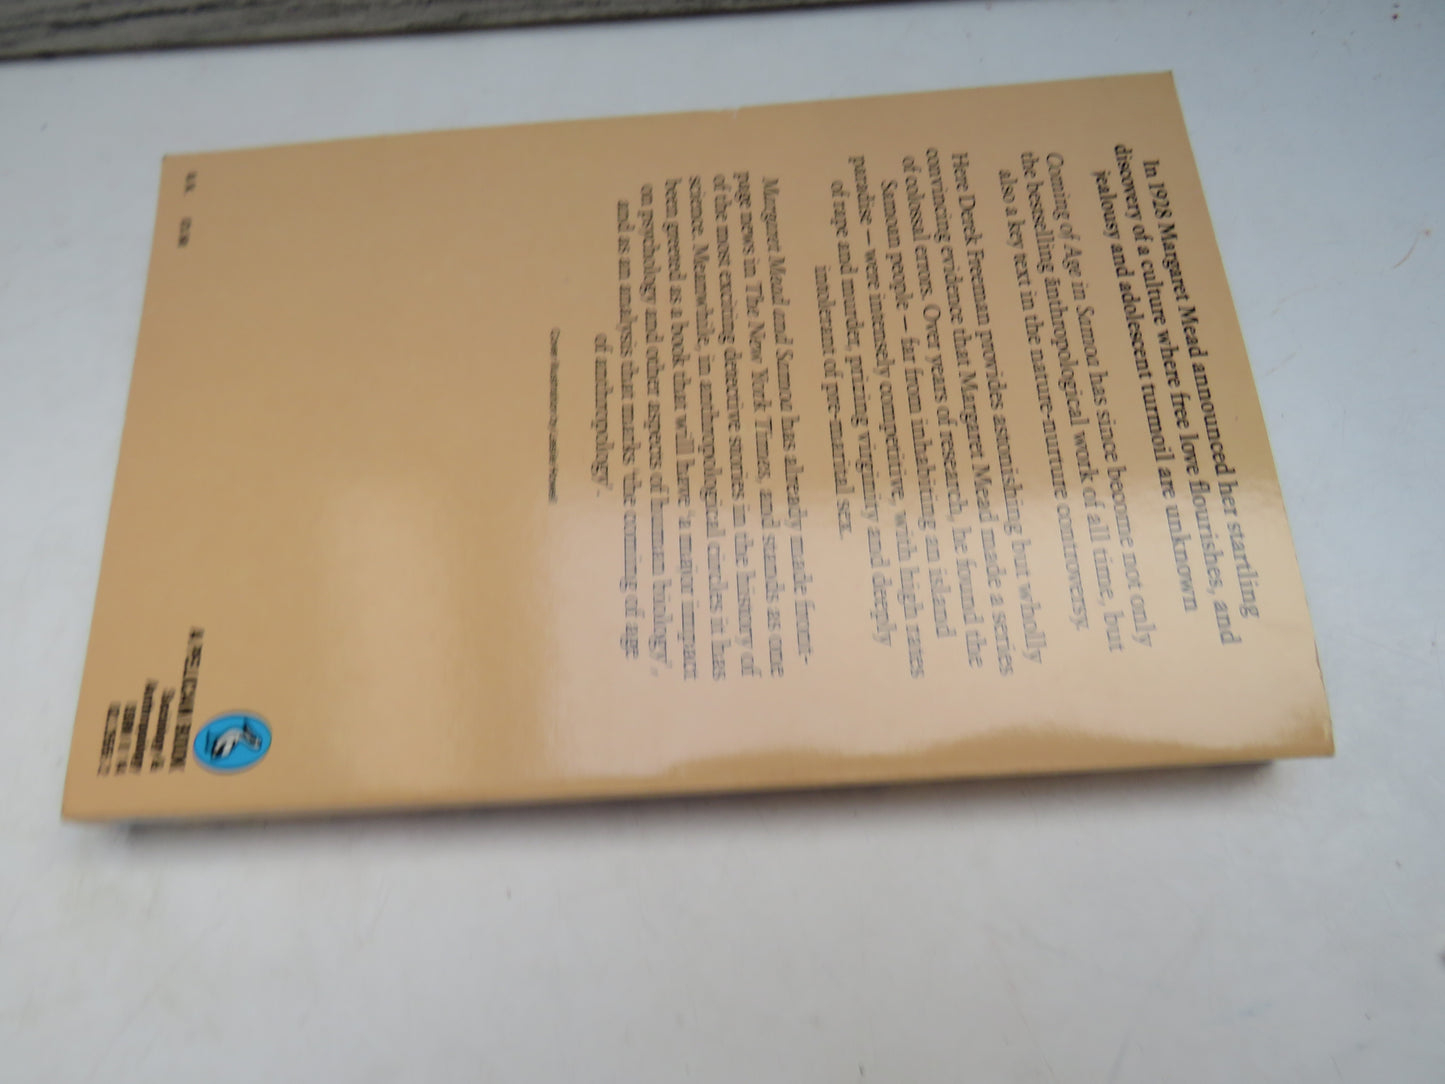 In 1928 Margaret Mead announced her startling
discovery of a culture where free love flourishes, and
jealousy and adolescent turmoil are unknown
Coming of Age in Samoa has since become not only
the bestselling anthropological work of all time, but
also a key text in the nature-nurture controversy.
Here Derek Freeman provides astonishing but wholly
convincing evidence that Margaret Mead made a series
of colossal errors. Over years of research, he found the
Samoan people – far from inhabiting an island
paradise – were intensely competitive, with high rates
of rape and murder, prizing virginity and deeply
intolerant of pre-marital sex.
Margaret Mead and Samoa has already made front-
page news in The New York Times, and stands as one
of the most exciting detective stories in the history of
science. Meanwhile, in anthropological circles it has
been greeted as a book that will have 'a major impact
on psychology and other aspects of human biology',
and as an analysis that marks 'the coming of age
of anthropology'.
Cover illustration by
A PELICAN BOOK
Sociology &
Anthropology
ISBN 0 14